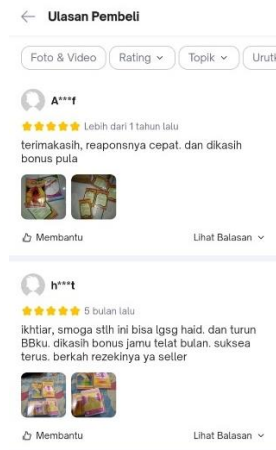 Ulasan Pembeli
Foto & Video Rating Topik Urut
A***f
Lebih dari 1 tahun lalu
terimakasih, reaponsnya cepat. dan dikasih
bonus pula
Membantu Lihat Balasan
h***t
5 bulan lalu
ikhtiar, smoga stlh ini bisa lgsg haid. dan turun
BBku. dikasih bonus jamu telat bulan. suksea
terus. berkah rezekinya ya seller
Membantu Lihat Balasan